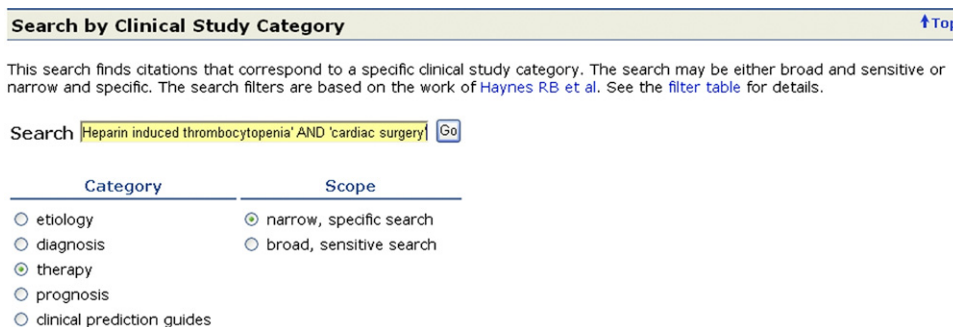 Search by Clinical Study Category
Top
This search finds citations that correspond to a specific clinical study category. The search may be either broad and sensitive or
narrow and specific. The search filters are based on the work of Haynes RB et al. See the filter table for details.
Search Heparin induced thrombocytopenia' AND 'cardiac surgery' Go
Category Scope
etiology narrow, specific search
diagnosis broad, sensitive search
therapy
prognosis
clinical prediction guides